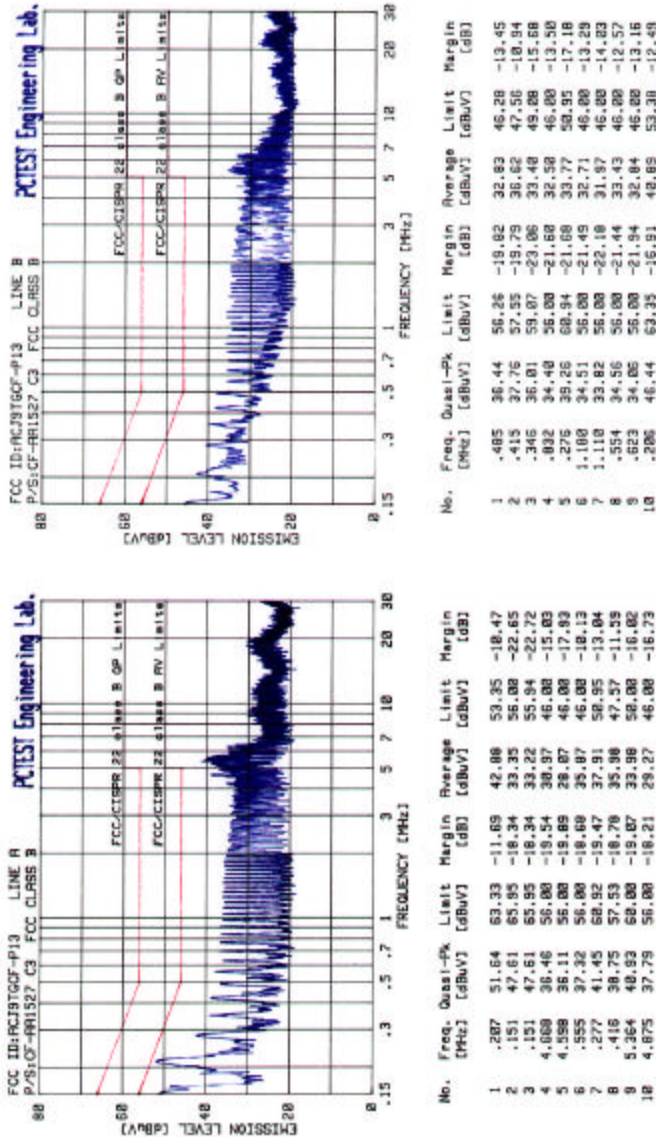 FCC ID:ACJ9TGCF-P13 LINE A PCTEST Engineering Lab.
P/S:CF-AA1527 C3 FCC CLASS B
80
FCC/CISPR 22 class B QP Limits
60
FCC/CISPR 22 class B AV Limits
40
20
0
EMISSION LEVEL [dBuV]
.15 .3 .5 .7 1 3 5 10 20 30
FREQUENCY [MHz]
No. Freq. Quasi-Pk Limit Margin Average Limit Margin
[MHz] [dBuV] [dBuV] [dB] [dBuV] [dBuV] [dB]
1 .207 51.64 63.33 -11.69 42.88 53.35 -10.47
2 .151 47.61 65.95 -18.34 33.35 56.00 -22.65
3 .151 47.61 65.95 -18.34 33.22 55.94 -22.72
4 4.660 36.46 56.00 -19.54 30.97 46.00 -15.03
5 4.598 36.11 56.00 -19.89 28.07 46.00 -17.93
6 .555 37.32 56.00 -18.68 35.87 46.00 -10.13
7 .277 41.45 60.92 -19.47 37.91 50.95 -13.04
8 .416 38.75 57.53 -18.78 35.98 47.57 -11.59
9 5.364 40.93 60.00 -19.07 33.98 50.00 -16.02
10 4.875 37.79 56.00 -18.21 29.27 46.00 -16.73
FCC ID:ACJ9TGCF-P13 LINE B PCTEST Engineering Lab.
P/S:CF-AA1527 C3 FCC CLASS B
80
FCC/CISPR 22 class B QP Limits
60
FCC/CISPR 22 class B AV Limits
40
20
0
EMISSION LEVEL [dBuV]
.15 .3 .5 .7 1 3 5 10 20 30
FREQUENCY [MHz]
No. Freq. Quasi-Pk Limit Margin Average Limit Margin
[MHz] [dBuV] [dBuV] [dB] [dBuV] [dBuV] [dB]
1 .485 36.44 56.26 -19.82 32.83 46.28 -13.45
2 .415 37.76 57.55 -19.79 36.62 47.56 -10.94
3 .346 36.01 59.07 -23.06 33.40 49.08 -15.68
4 .832 34.40 56.00 -21.60 32.50 46.00 -13.50
5 .276 39.26 60.94 -21.68 33.77 50.95 -17.18
6 1.180 34.51 56.00 -21.49 32.71 46.00 -13.29
7 1.110 33.82 56.00 -22.18 31.97 46.00 -14.03
8 .554 34.56 56.00 -21.44 33.43 46.00 -12.57
9 .623 34.06 56.00 -21.94 32.84 46.00 -13.16
10 .206 46.44 63.35 -16.91 40.89 53.38 -12.49